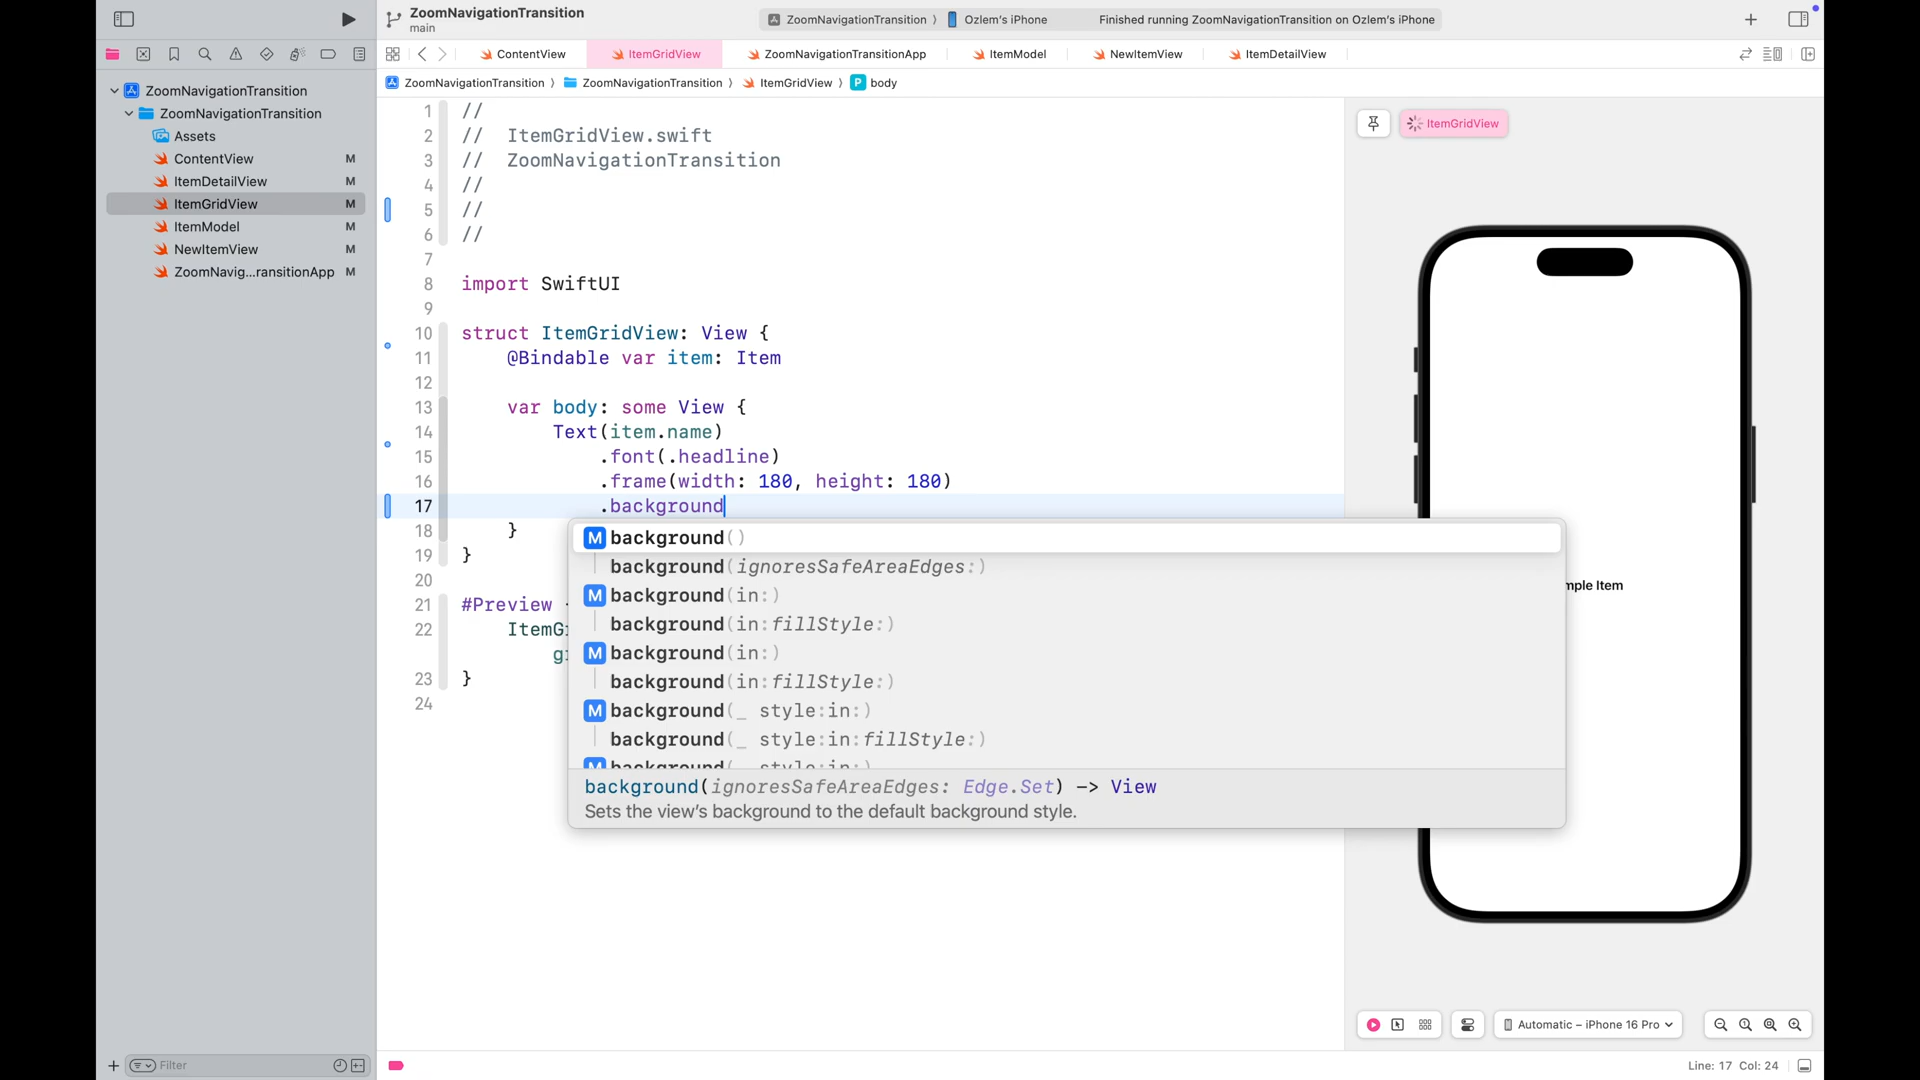 ZoomNavigationTransition
main
ZoomNavigationTransition
Ozlem's iPhone
Finished running ZoomNavigationTransition on Ozlem's iPhone
ContentView
ItemGridView
ZoomNavigationTransitionApp
ItemModel
NewItemView
ItemDetailView
ZoomNavigationTransition
ZoomNavigationTransition
ItemGridView
P body
ZoomNavigationTransition
ZoomNavigationTransition
Assets
ContentView M
ItemDetailView M
ItemGridView M
ItemModel M
NewItemView M
ZoomNavig...ransitionApp M
Filter
1 //
2 // ItemGridView.swift
3 // ZoomNavigationTransition
4 //
5 //
6 //
7
8 import SwiftUI
9
10 struct ItemGridView: View {
11 @Bindable var item: Item
12
13 var body: some View {
14 Text(item.name)
15 .font(.headline)
16 .frame(width: 180, height: 180)
17 .background
18 }
19 }
20
21 #Preview
22 ItemG
23 }
24
M background()
background(ignoresSafeAreaEdges:)
M background(in:)
background(in:fillStyle:)
M background(in:)
background(in:fillStyle:)
M background(_ style:in:)
background(_ style:in:fillStyle:)
M background(_ style:in:)
background(ignoresSafeAreaEdges: Edge.Set) -> View
Sets the view's background to the default background style.
ItemGridView
mple Item
Automatic – iPhone 16 Pro
Line: 17 Col: 24